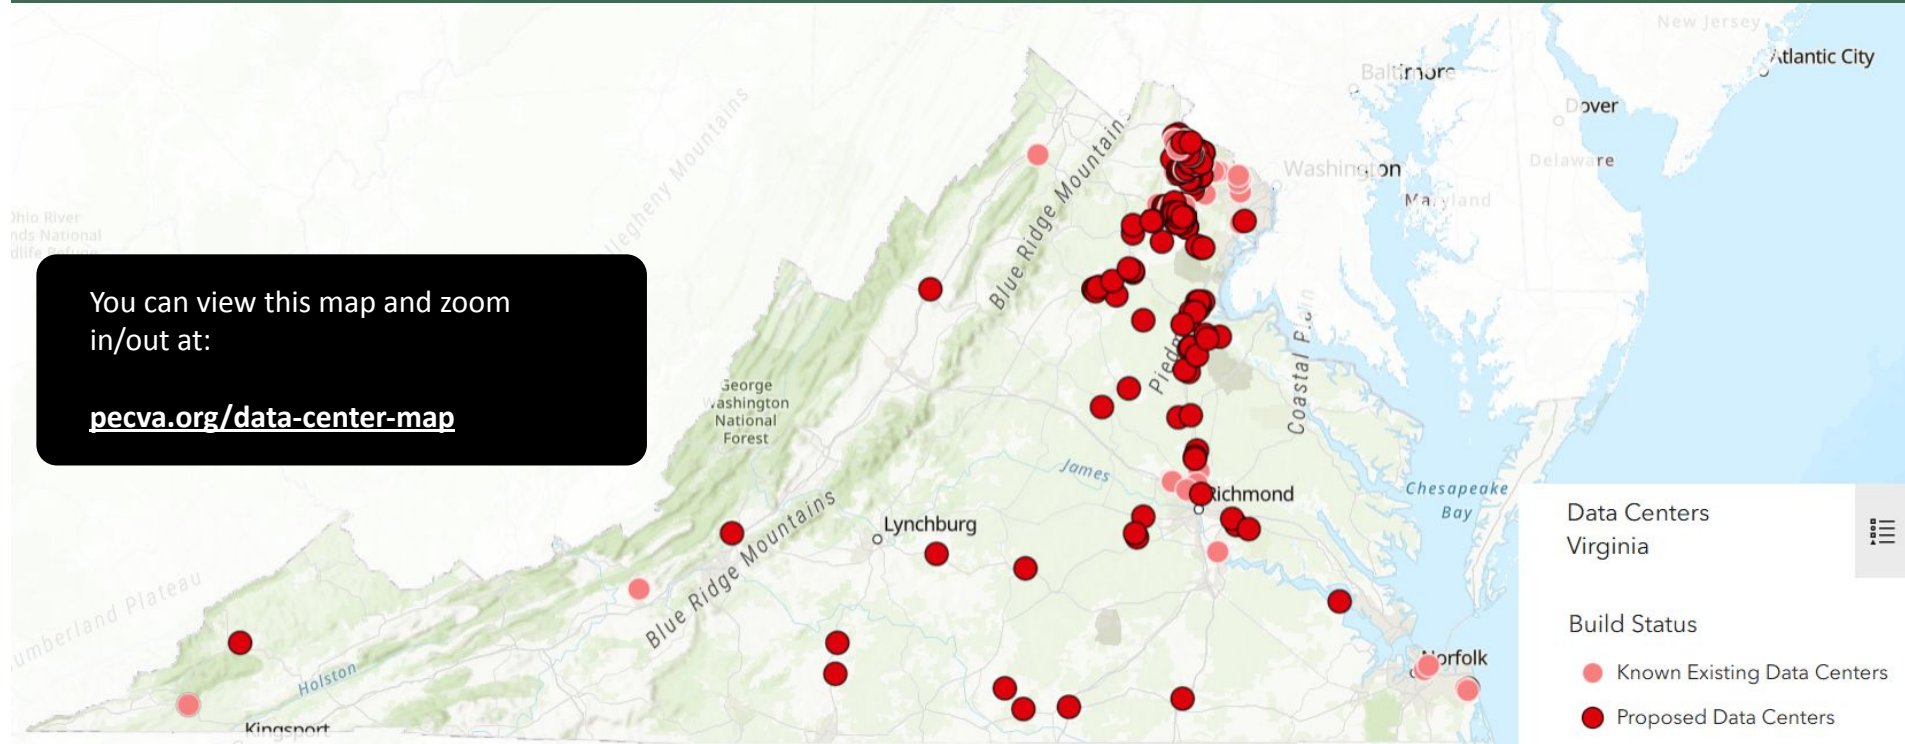 New Jersey
Atlantic City
Baltimore
Dover
Delaware
Washington
Maryland
Allegheny Mountains
Blue Ridge Mountains
Ohio River
You can view this map and zoom
in/out at:
pecva.org/data-center-map
George
Washington
National
Forest
Coastal
James
Richmond
Chesapeake
Bay
Lynchburg
Blue Ridge Mountains
Holston
Kingsport
Norfolk
Data Centers
Virginia
Build Status
Known Existing Data Centers
Proposed Data Centers